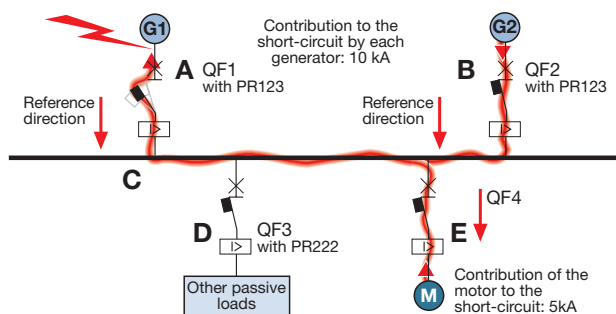 G1
Contribution to the
short-circuit by each
generator: 10 kA
G2
A
QF1
with PR123
B
QF2
with PR123
Reference
direction
Reference
direction
I>
I>
C
QF4
D
QF3
with PR222
I>
E
I>
Other passive
loads
M
Contribution of the
motor to the
short-circuit: 5kA